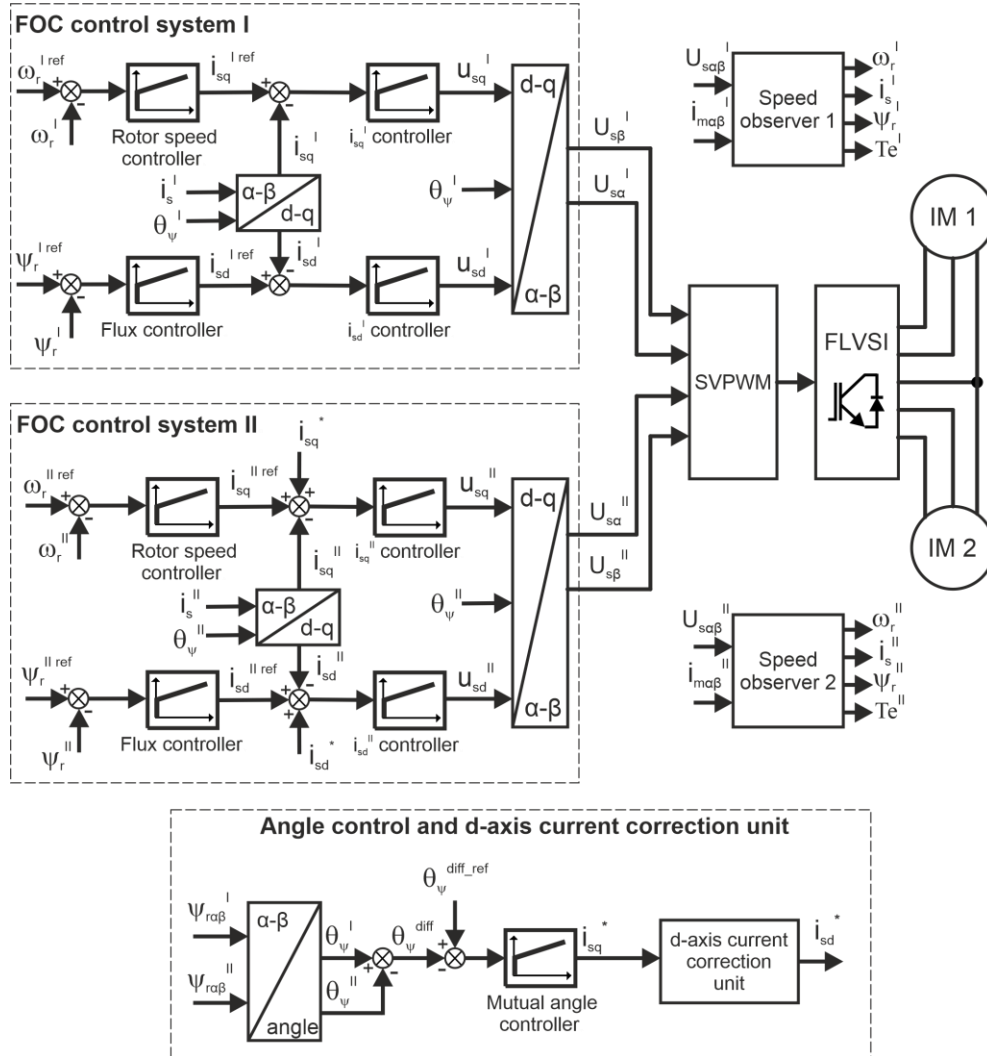 FOC control system I
ω_r^I ref
+
-
ω_r^I
Rotor speed
controller
i_sq^I ref
+
-
i_sq^I
i_sq^I controller
u_sq^I
i_s^I
θ_ψ^I
α-β
d-q
ψ_r^I ref
+
-
ψ_r^I
Flux controller
i_sd^I ref
+
-
i_sd^I
i_sd^I controller
u_sd^I
θ_ψ^I
d-q
α-β
U_sβ^I
U_sα^I
U_sαβ^I
i_mαβ^I
Speed
observer 1
ω_r^I
i_s^I
ψ_r^I
Te^I
IM 1
SVPWM
FLVSI
IM 2
FOC control system II
ω_r^II ref
+
-
ω_r^II
Rotor speed
controller
i_sq^II ref
i_sq^*
+
+
-
i_sq^II
i_sq^II controller
u_sq^II
i_s^II
θ_ψ^II
α-β
d-q
ψ_r^II ref
+
-
ψ_r^II
Flux controller
i_sd^II ref
i_sd^II
-
+
+
i_sd^*
i_sd^II controller
u_sd^II
θ_ψ^II
d-q
α-β
U_sα^II
U_sβ^II
U_sαβ^II
i_mαβ^II
Speed
observer 2
ω_r^II
i_s^II
ψ_r^II
Te^II
Angle control and d-axis current correction unit
ψ_rαβ^I
ψ_rαβ^II
α-β
angle
θ_ψ^I
θ_ψ^II
+
-
θ_ψ^diff
θ_ψ^diff_ref
+
-
Mutual angle
controller
i_sq^*
d-axis current
correction
unit
i_sd^*